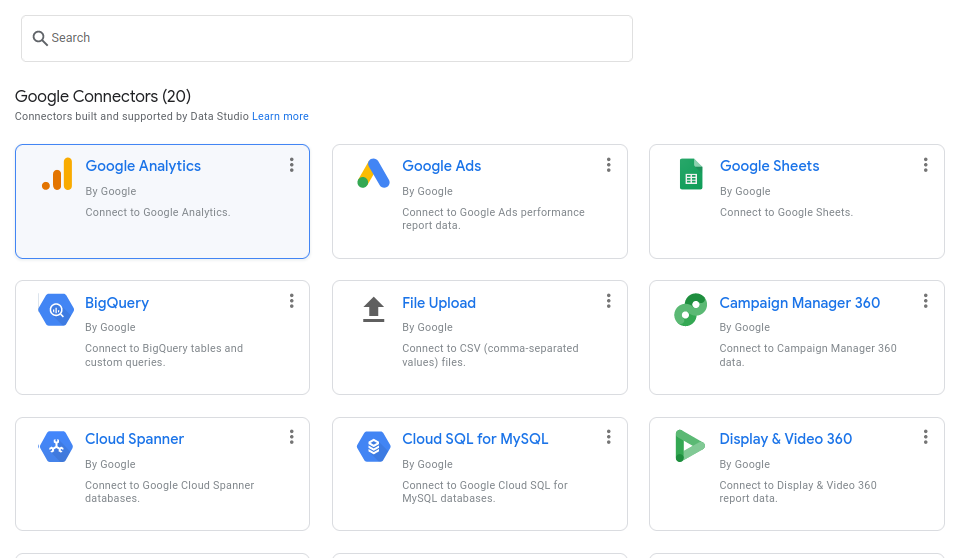 Search
Google Connectors (20)
Connectors built and supported by Data Studio Learn more
Google Analytics
By Google
Connect to Google Analytics.
Google Ads
By Google
Connect to Google Ads performance
report data.
Google Sheets
By Google
Connect to Google Sheets.
BigQuery
By Google
Connect to BigQuery tables and
custom queries.
File Upload
By Google
Connect to CSV (comma-separated
values) files.
Campaign Manager 360
By Google
Connect to Campaign Manager 360
data.
Cloud Spanner
By Google
Connect to Google Cloud Spanner
databases.
Cloud SQL for MySQL
By Google
Connect to Google Cloud SQL for
MySQL databases.
Display & Video 360
By Google
Connect to Display & Video 360
report data.